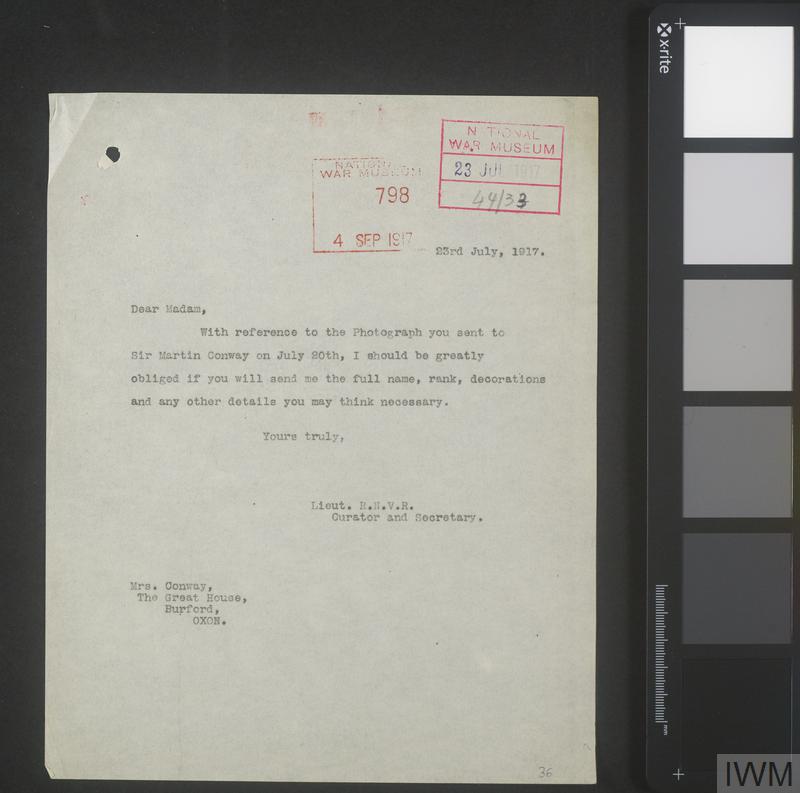 NATIONAL
WAR MUSEUM
23 JUL 1917
44/33
NATIONAL
WAR MUSEUM
798
4 SEP 1917
23rd July, 1917.
Dear Madam,
With reference to the Photograph you sent to
Sir Martin Conway on July 20th, I should be greatly
obliged if you will send me the full name, rank, decorations
and any other details you may think necessary.
Yours truly,
Lieut. R.N.V.R.
Curator and Secretary.
Mrs. Conway,
The Great House,
Burford,
OXON.
36
x-rite
mm
IWM